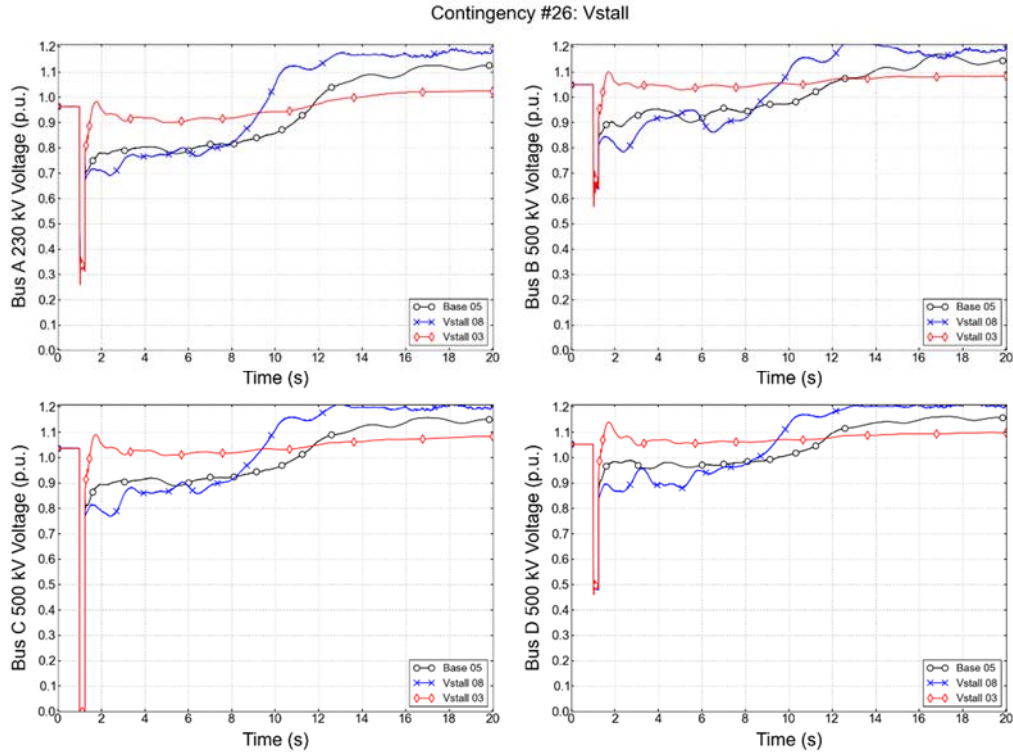 Contingency #26: Vstall
Bus A 230 kV Voltage (p.u.)
1.2
1.1
1.0
0.9
0.8
0.7
0.6
0.5
0.4
0.3
0.2
0.1
0.0
Base 05
Vstall 08
Vstall 03
0 2 4 6 8 10 12 14 16 18 20
Time (s)
Bus B 500 kV Voltage (p.u.)
1.2
1.1
1.0
0.9
0.8
0.7
0.6
0.5
0.4
0.3
0.2
0.1
0.0
Base 05
Vstall 08
Vstall 03
0 2 4 6 8 10 12 14 16 18 20
Time (s)
Bus C 500 kV Voltage (p.u.)
1.2
1.1
1.0
0.9
0.8
0.7
0.6
0.5
0.4
0.3
0.2
0.1
0.0
Base 05
Vstall 08
Vstall 03
0 2 4 6 8 10 12 14 16 18 20
Time (s)
Bus D 500 kV Voltage (p.u.)
1.2
1.1
1.0
0.9
0.8
0.7
0.6
0.5
0.4
0.3
0.2
0.1
0.0
Base 05
Vstall 08
Vstall 03
0 2 4 6 8 10 12 14 16 18 20
Time (s)